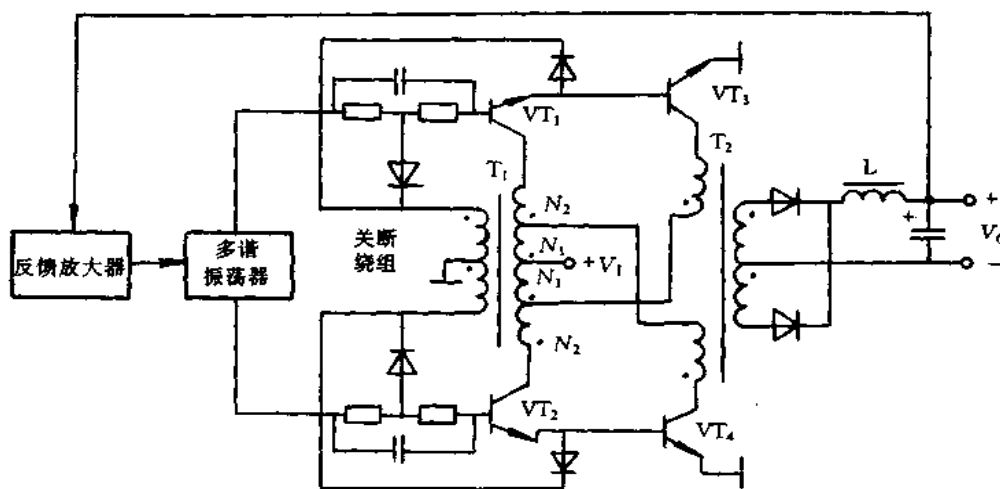 VT₁
VT₃
T₁
T₂
L
+
+
V₀
−
N₂
N₁
+V₁
N₁
N₂
关断
绕组
反馈放大器
多谐
振荡器
VT₂
VT₄